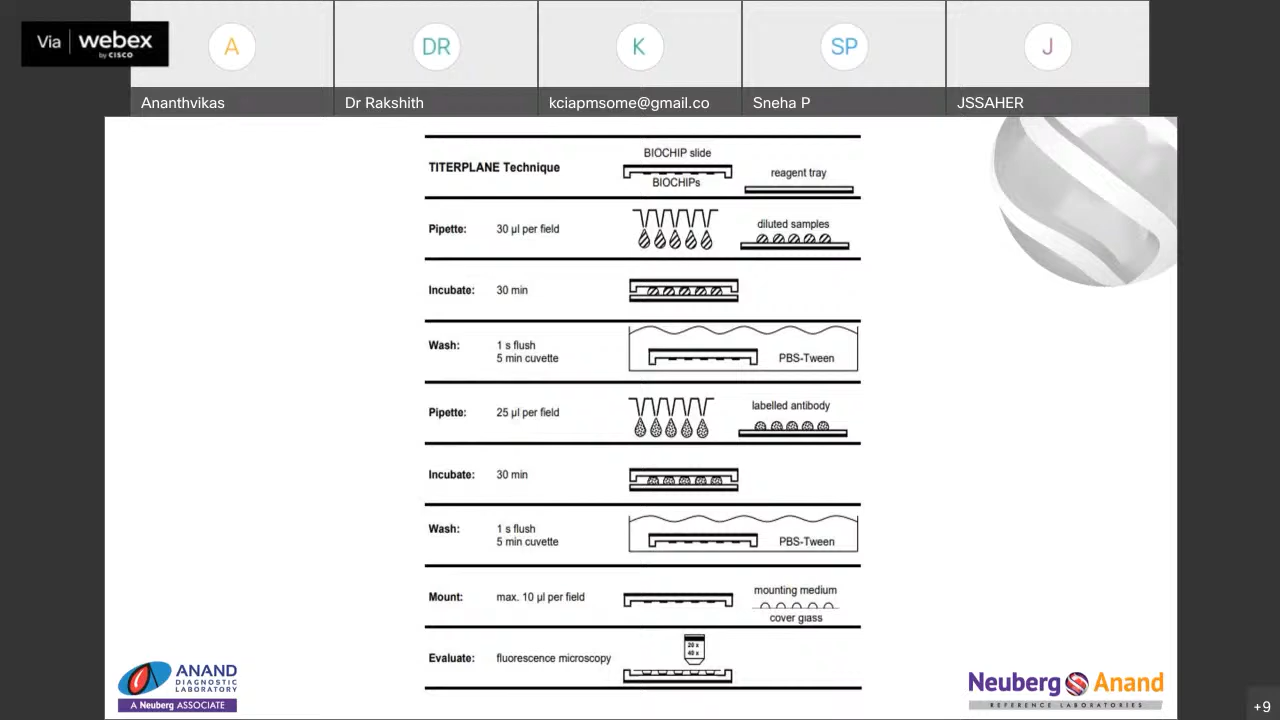 Via webex
by CISCO
A
DR
K
SP
J
Ananthvikas
Dr Rakshith
kciapmsome@gmail.co
Sneha P
JSSAHER
TITERPLANE Technique
BIOCHIP slide
BIOCHIPs
reagent tray
Pipette: 30 µl per field
diluted samples
Incubate: 30 min
Wash: 1 s flush
5 min cuvette
PBS-Tween
Pipette: 25 µl per field
labelled antibody
Incubate: 30 min
Wash: 1 s flush
5 min cuvette
PBS-Tween
Mount: max. 10 µl per field
mounting medium
cover glass
Evaluate: fluorescence microscopy
20 x
40 x
ANAND
DIAGNOSTIC
LABORATORY
A Neuberg ASSOCIATE
Neuberg Anand
REFERENCE LABORATORIES
+9